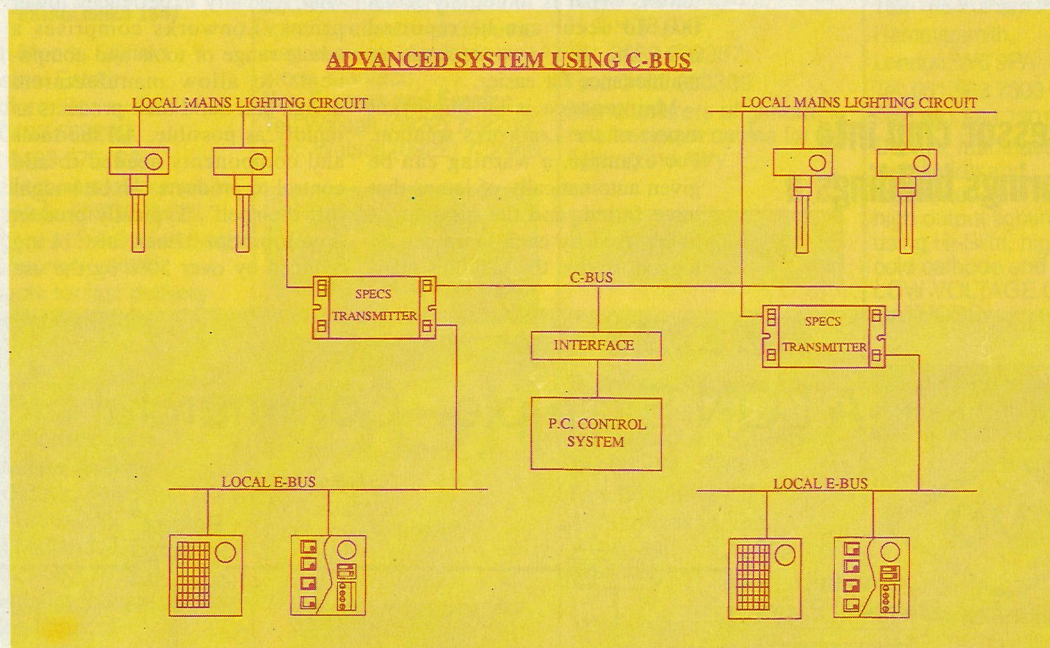 ADVANCED SYSTEM USING C-BUS
LOCAL MAINS LIGHTING CIRCUIT
LOCAL MAINS LIGHTING CIRCUIT
C-BUS
SPECS
TRANSMITTER
SPECS
TRANSMITTER
INTERFACE
P.C. CONTROL
SYSTEM
LOCAL E-BUS
LOCAL E-BUS